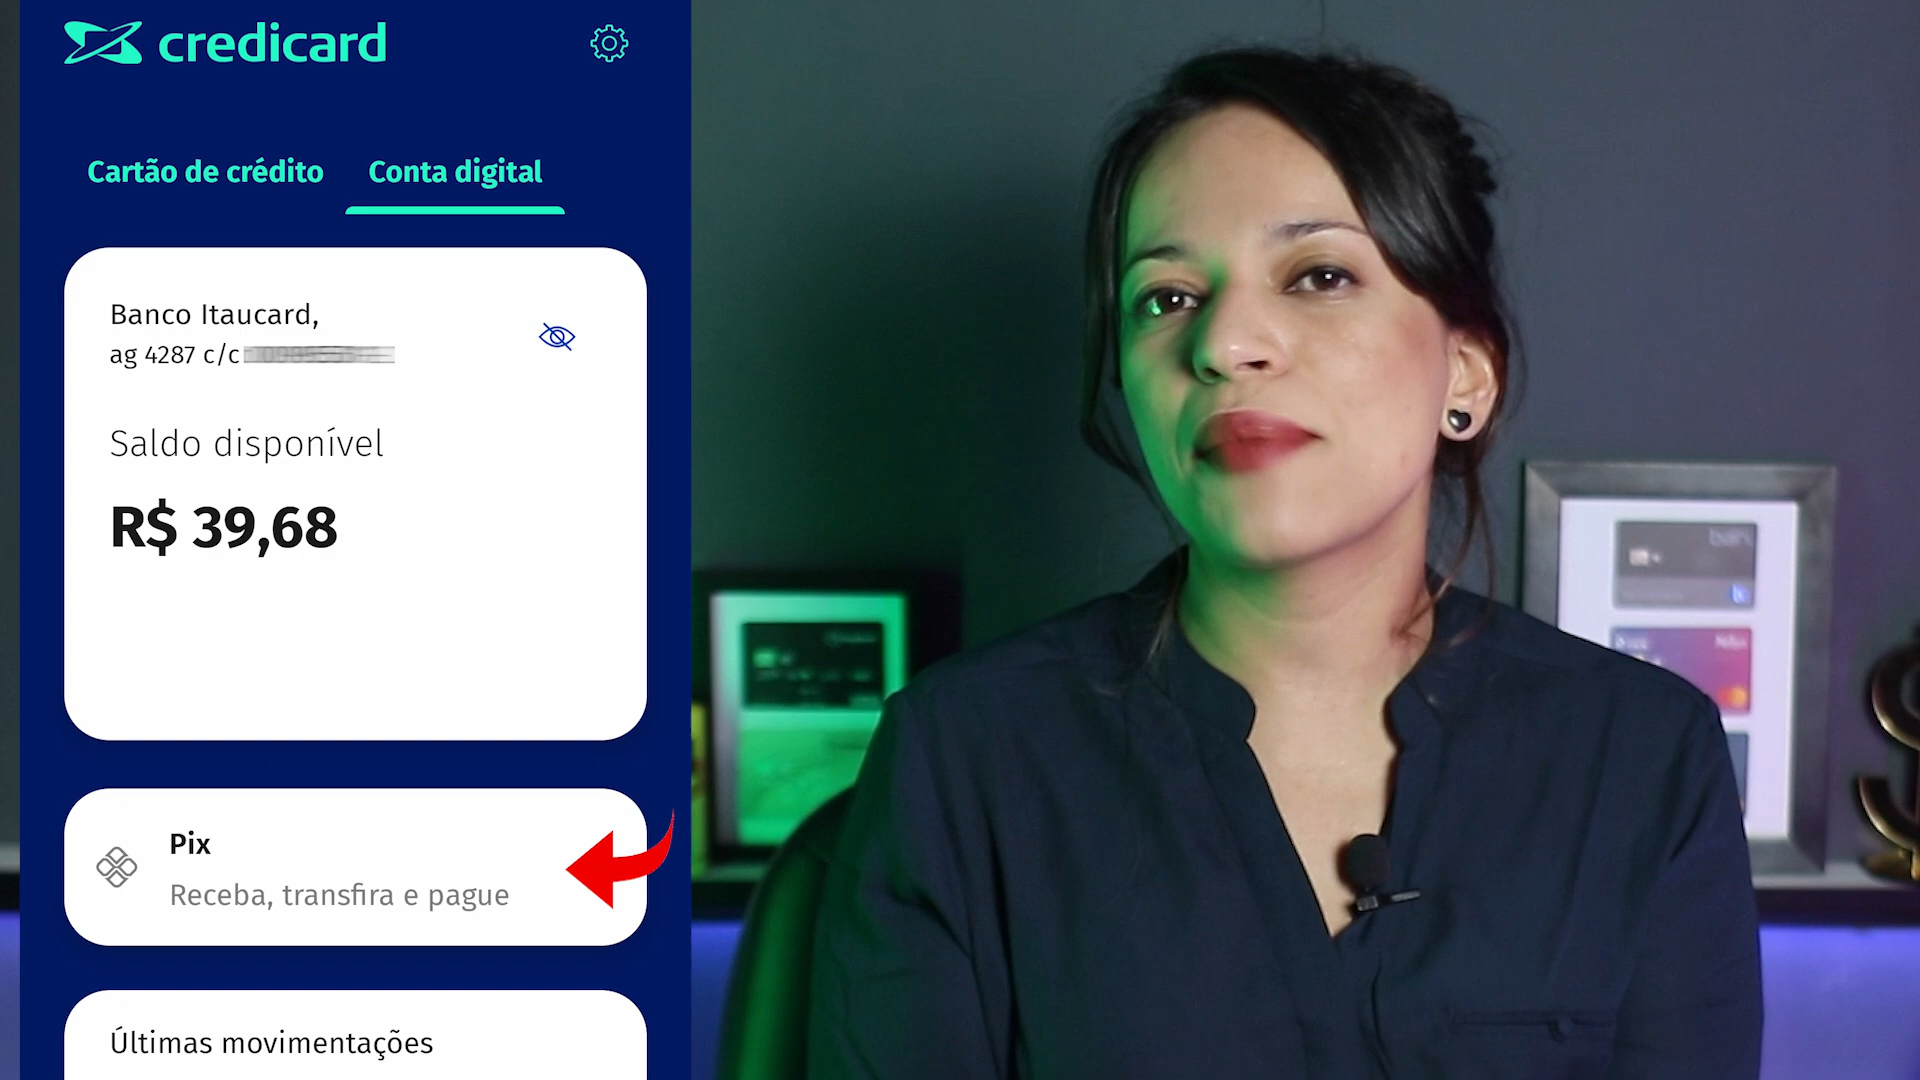 credicard
Cartão de crédito Conta digital
Banco Itaucard,
ag 4287 c/c
Saldo disponível
R$ 39,68
Pix
Receba, transfira e pague
Últimas movimentações